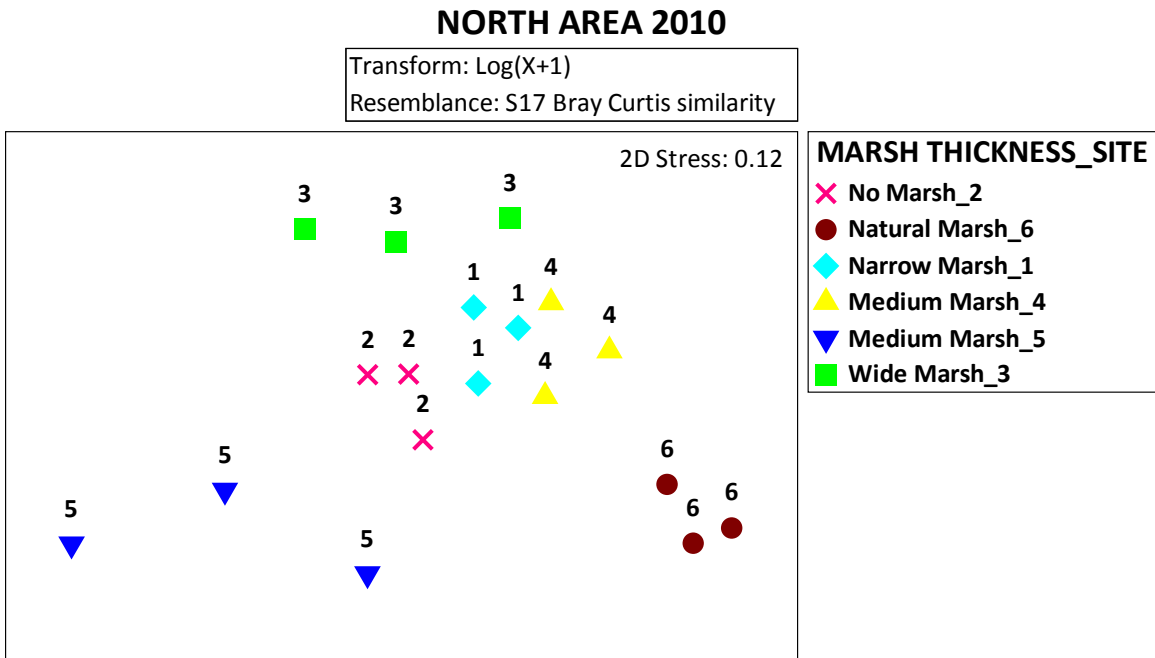 NORTH AREA 2010
Transform: Log(X+1)
Resemblance: S17 Bray Curtis similarity
2D Stress: 0.12
3
3
3
1
1
4
4
2
2
1
4
2
5
5
5
6
6
6
MARSH THICKNESS_SITE
No Marsh_2
Natural Marsh_6
Narrow Marsh_1
Medium Marsh_4
Medium Marsh_5
Wide Marsh_3